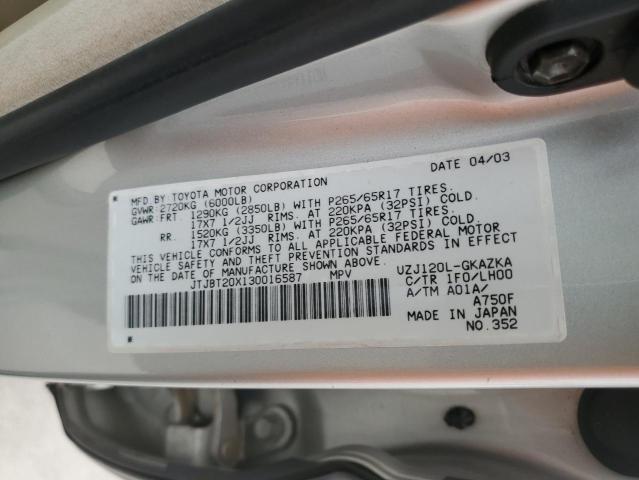 DATE 04/03
MFD. BY: TOYOTA MOTOR CORPORATION
GVWR: 2720KG (6000LB)
GAWR: FRT. 1290KG (2850LB) WITH P265/65R17 TIRES.
17X7 1/2JJ RIMS. AT 220KPA (32PSI) COLD.
RR. 1520KG (3350LB) WITH P265/65R17 TIRES.
17X7 1/2JJ RIMS. AT 220KPA (32PSI) COLD.
THIS VEHICLE CONFORMS TO ALL APPLICABLE FEDERAL MOTOR
VEHICLE SAFETY AND THEFT PREVENTION STANDARDS IN EFFECT
ON THE DATE OF MANUFACTURE SHOWN ABOVE.
JTJBT20X130016587 MPV
UZJ120L-GKAZKA
C/TR 1F0/LH00
A/TM A01A/
A750F
MADE IN JAPAN
NO.352